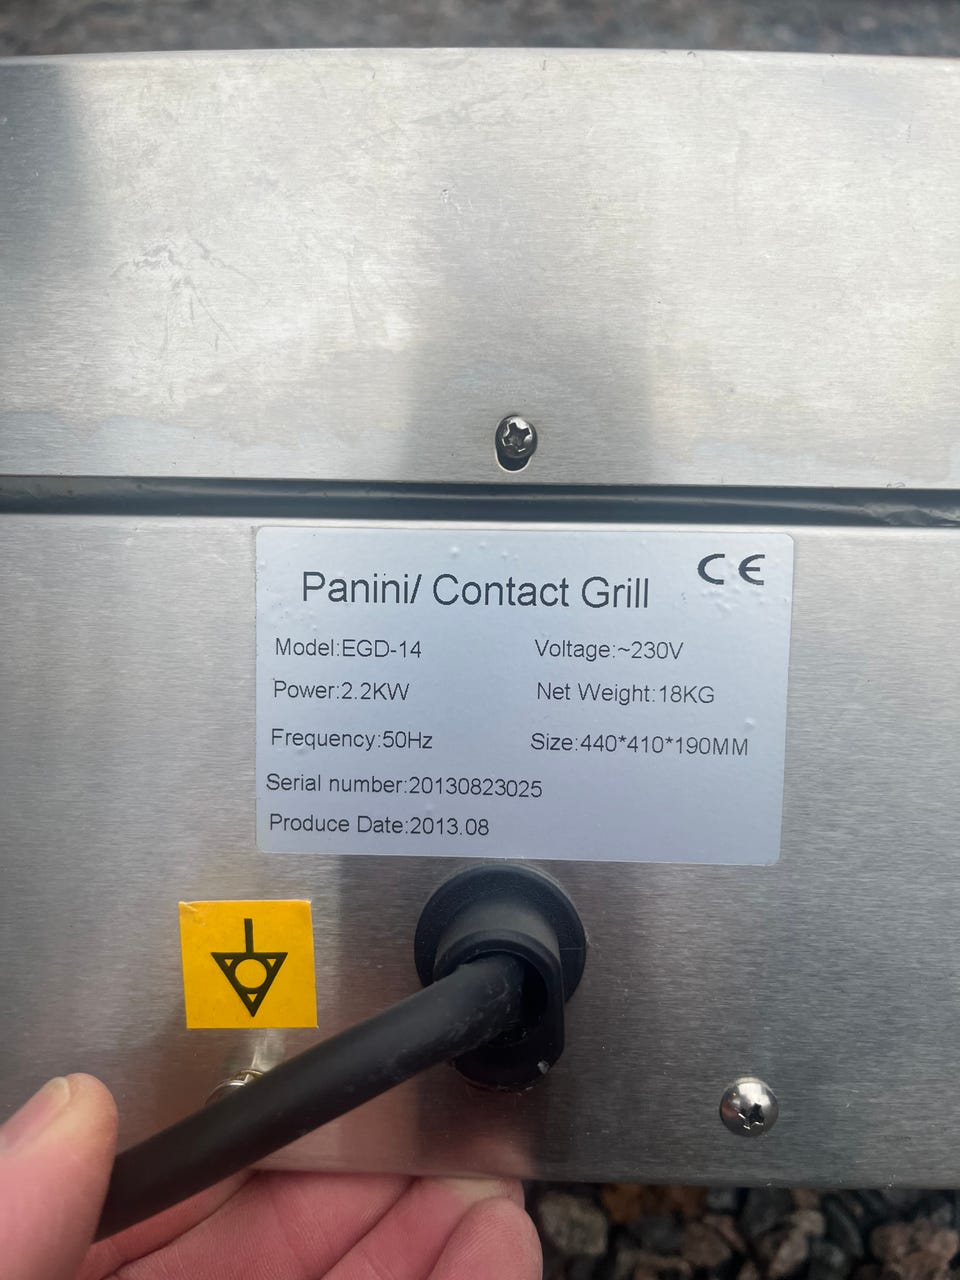 CE
Panini/ Contact Grill
Model:EGD-14 Voltage:~230V
Power:2.2KW Net Weight:18KG
Frequency:50Hz Size:440*410*190MM
Serial number:20130823025
Produce Date:2013.08